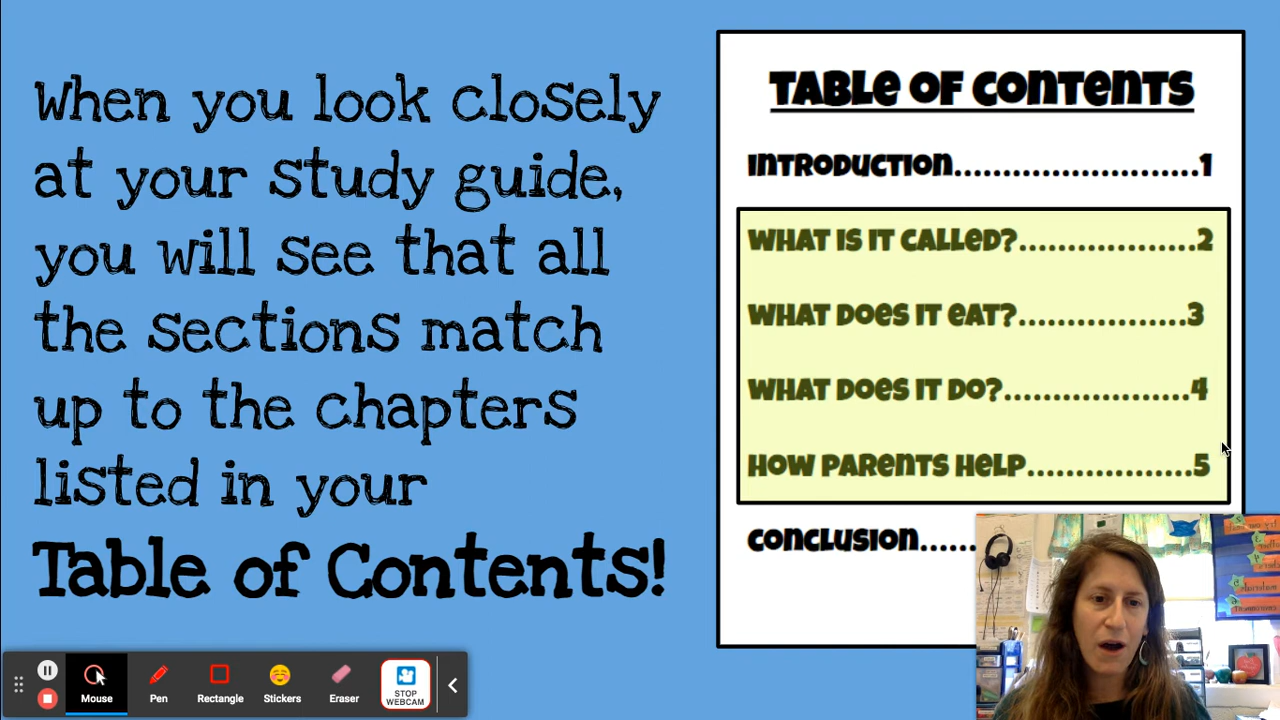 When you look closely
at your study guide,
you will see that all
the sections match
up to the chapters
listed in your
Table of Contents!
TABLE OF CONTENTS
INTRODUCTION.........................1
WHAT IS IT CALLED?..................2
WHAT DOES IT EAT?.................3
WHAT DOES IT DO?...................4
HOW PARENTS HELP.................5
CONCLUSION......
Mouse
Pen
Rectangle
Stickers
Eraser
STOP
WEBCAM